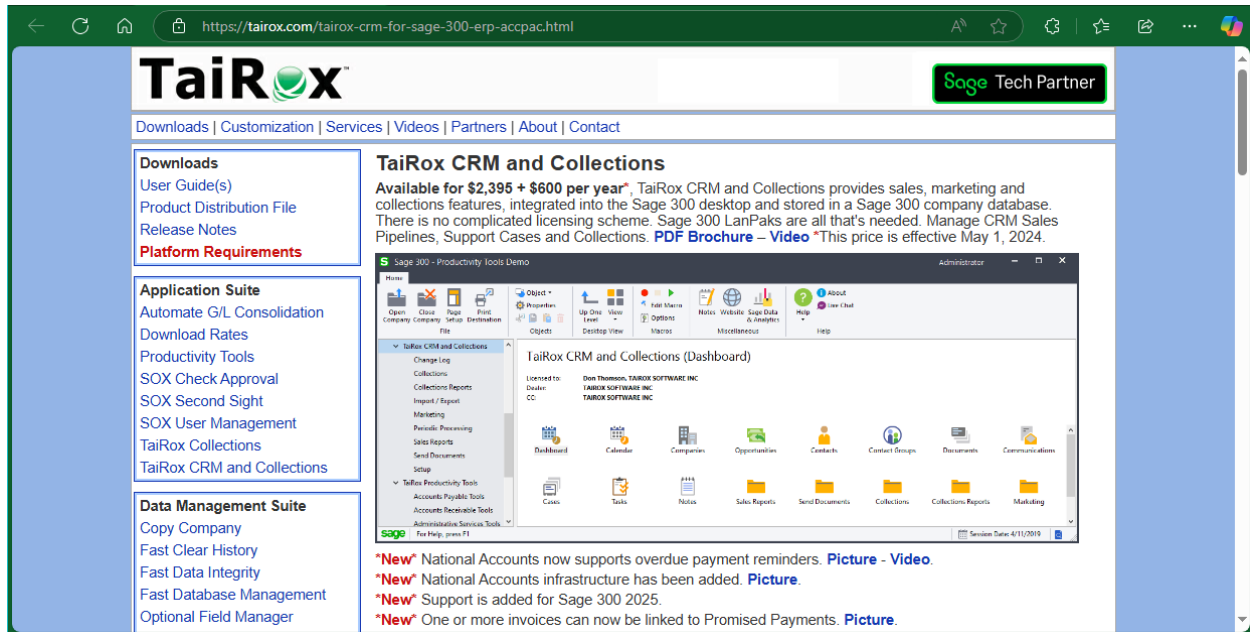 https://tairox.com/tairox-crm-for-sage-300-erp-accpac.html
TaiRox
Sage Tech Partner
Downloads | Customization | Services | Videos | Partners | About | Contact
Downloads
User Guide(s)
Product Distribution File
Release Notes
Platform Requirements
Application Suite
Automate G/L Consolidation
Download Rates
Productivity Tools
SOX Check Approval
SOX Second Sight
SOX User Management
TaiRox Collections
TaiRox CRM and Collections
Data Management Suite
Copy Company
Fast Clear History
Fast Data Integrity
Fast Database Management
Optional Field Manager
TaiRox CRM and Collections
Available for $2,395 + $600 per year*, TaiRox CRM and Collections provides sales, marketing and
collections features, integrated into the Sage 300 desktop and stored in a Sage 300 company database.
There is no complicated licensing scheme. Sage 300 LanPaks are all that's needed. Manage CRM Sales
Pipelines, Support Cases and Collections. PDF Brochure – Video *This price is effective May 1, 2024.
S Sage 300 - Productivity Tools Demo
Administrator
Home
Open Company
Close Company
Page Setup
Print Destination
File
Object
Properties
Objects
Up One Level
View
Desktop View
Edit Macro
Options
Macros
Notes
Website
Sage Data & Analytics
Miscellaneous
Help
About
Live Chat
Help
TaiRox CRM and Collections
Change Log
Collections
Collections Reports
Import / Export
Marketing
Periodic Processing
Sales Reports
Send Documents
Setup
TaiRox Productivity Tools
Accounts Payable Tools
Accounts Receivable Tools
Administrative Services Tools
TaiRox CRM and Collections (Dashboard)
Licensed to: Don Thomson, TAIROX SOFTWARE INC
Dealer: TAIROX SOFTWARE INC
CC: TAIROX SOFTWARE INC
Dashboard
Calendar
Companies
Opportunities
Contacts
Contact Groups
Documents
Communications
Cases
Tasks
Notes
Sales Reports
Send Documents
Collections
Collections Reports
Marketing
sage For Help, press F1
Session Date: 4/11/2019
*New* National Accounts now supports overdue payment reminders. Picture - Video.
*New* National Accounts infrastructure has been added. Picture.
*New* Support is added for Sage 300 2025.
*New* One or more invoices can now be linked to Promised Payments. Picture.